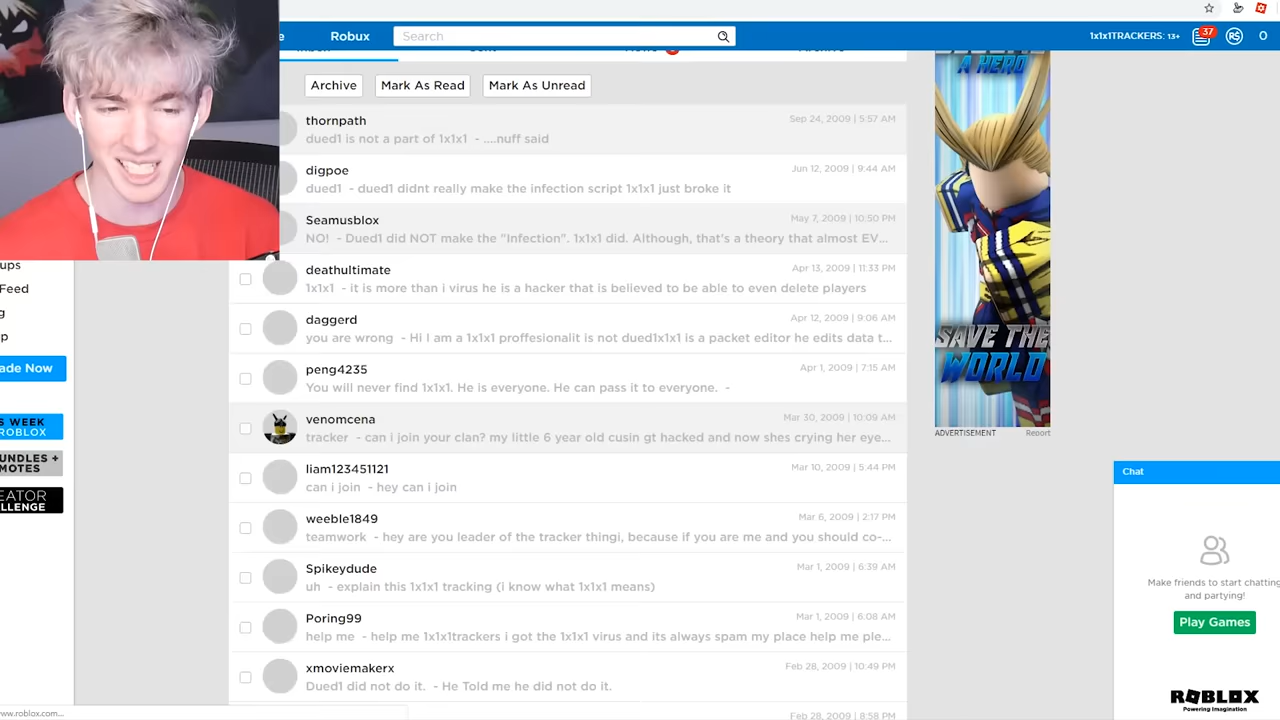 Robux
Search
1x1x1TRACKERS: 13+
37
0
Archive
Mark As Read
Mark As Unread
thornpath
Sep 24, 2009 | 5:57 AM
dued1 is not a part of 1x1x1 - ....nuff said
digpoe
Jun 12, 2009 | 9:44 AM
dued1 - dued1 didnt really make the infection script 1x1x1 just broke it
Seamusblox
May 7, 2009 | 10:50 PM
NO! - Dued1 did NOT make the "Infection". 1x1x1 did. Although, that's a theory that almost EV...
deathultimate
Apr 13, 2009 | 11:33 PM
1x1x1 - it is more than i virus he is a hacker that is believed to be able to even delete players
daggerd
Apr 12, 2009 | 9:06 AM
you are wrong - Hi I am a 1x1x1 proffesionalit is not dued1x1x1 is a packet editor he edits data t...
peng4235
Apr 1, 2009 | 7:15 AM
You will never find 1x1x1. He is everyone. He can pass it to everyone. -
venomcena
Mar 30, 2009 | 10:09 AM
tracker - can i join your clan? my little 6 year old cusin gt hacked and now shes crying her eye...
liam123451121
Mar 10, 2009 | 5:44 PM
can i join - hey can i join
weeble1849
Mar 6, 2009 | 2:17 PM
teamwork - hey are you leader of the tracker thingi, because if you are me and you should co-...
Spikeydude
Mar 1, 2009 | 6:39 AM
uh - explain this 1x1x1 tracking (i know what 1x1x1 means)
Poring99
Mar 1, 2009 | 6:08 AM
help me - help me 1x1x1trackers i got the 1x1x1 virus and its always spam my place help me ple...
xmoviemakerx
Feb 28, 2009 | 10:49 PM
Dued1 did not do it. - He Told me he did not do it.
Feb 28, 2009 | 8:58 PM
ups
Feed
g
p
ade Now
S WEEK
ROBLOX
UNDLES +
MOTES
EATOR
LLENGE
ww.roblox.com...
A HERO
SAVE THE
WORLD
ADVERTISEMENT
Report
Chat
Make friends to start chatting
and partying!
Play Games
ROBLOX
Powering Imagination